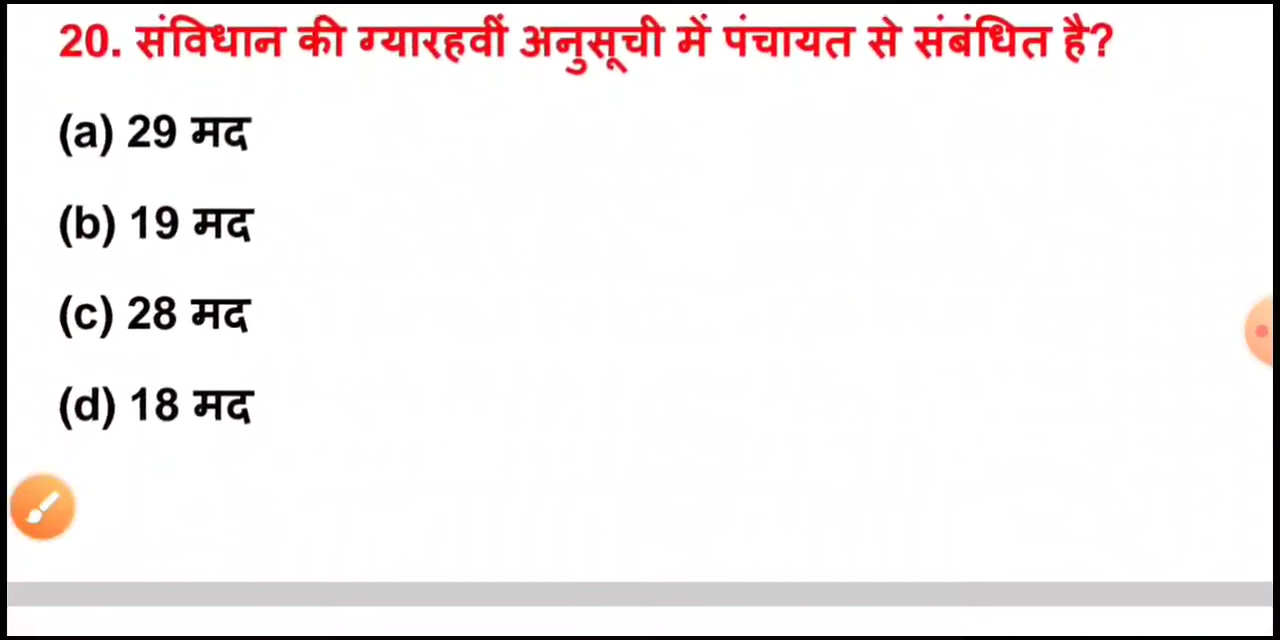 20. संविधान की ग्यारहवीं अनुसूची में पंचायत से संबंधित है?
(a) 29 मद
(b) 19 मद
(c) 28 मद
(d) 18 मद